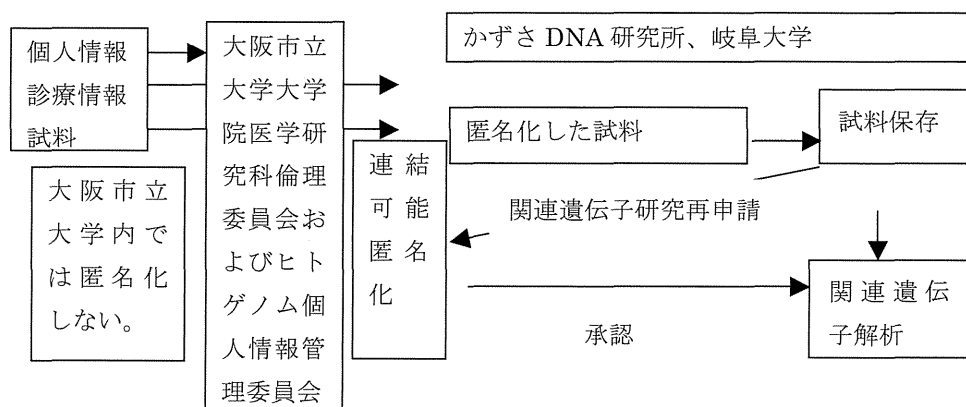 個人情報
診療情報
試料
大阪市立
大学内で
は匿名化
しない。
大阪市立
大学大学
院医学研
究科倫理
委員会お
よびヒト
ゲノム個
人情報管
理委員会
連結
可能
匿名
化
かずさ DNA 研究所、岐阜大学
匿名化した試料
試料保存
関連遺伝子研究再申請
承認
関連遺伝
子解析